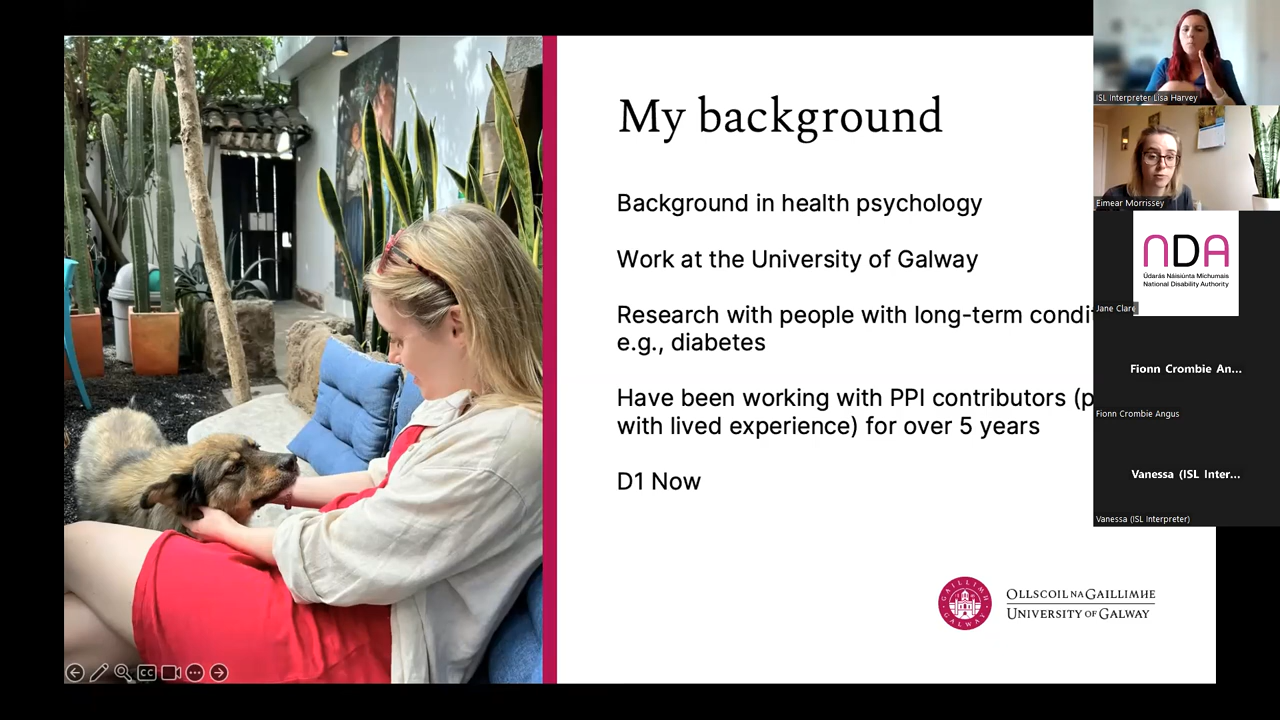 My background
Background in health psychology
Work at the University of Galway
Research with people with long-term condi
e.g., diabetes
Have been working with PPI contributors (p
with lived experience) for over 5 years
D1 Now
GAILLIMH
GALWAY
OLLSCOIL NA GAILLIMHE
UNIVERSITY OF GALWAY
CC
ISL Interpreter Lisa Harvey
Eimear Morrissey
NDA
Údarás Náisiúnta Míchumais
National Disability Authority
Jane Clare
Fionn Crombie An...
Fionn Crombie Angus
Vanessa (ISL Inter...
Vanessa (ISL Interpreter)